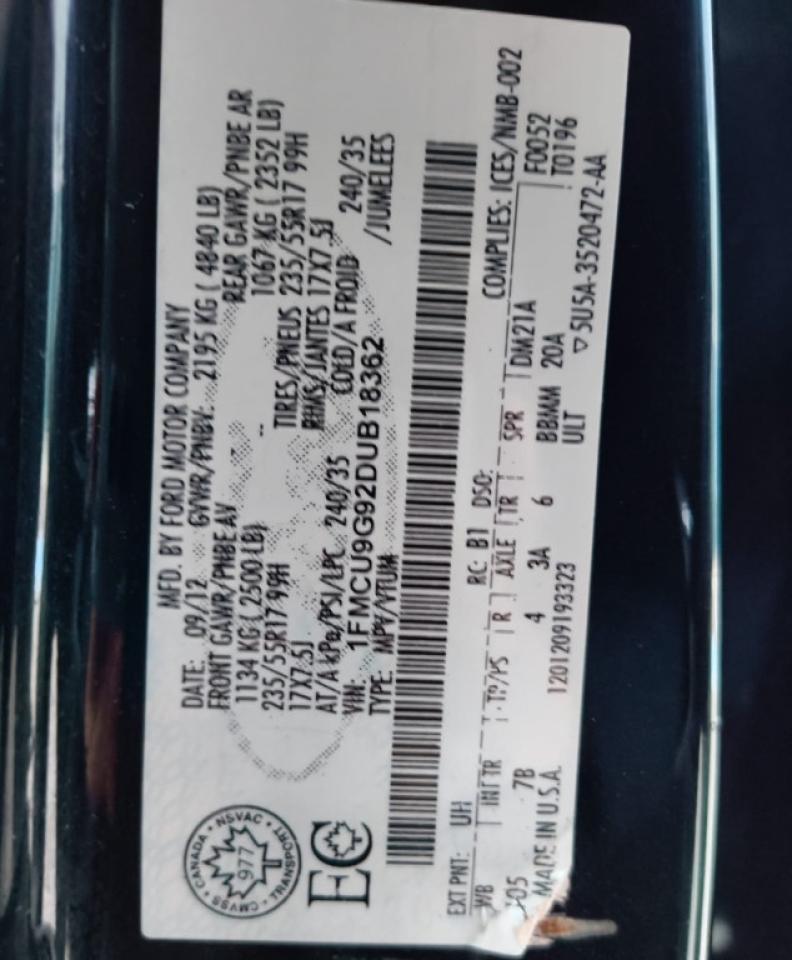 MFD. BY FORD MOTOR COMPANY
DATE: 09/12 GVWR/PNBV: 2195 KG ( 4840 LB)
FRONT GAWR/PNBE AV REAR GAWR/PNBE AR
1134 KG ( 2500 LB) 1067 KG ( 2352 LB)
235/55R17 99H TIRES/PNEUS 235/55R17 99H
17X7.5J RIMS/JANTES 17X7.5J
AT/A kPa/PSI/LPC 240/35 COLD/A FROID 240/35
VIN: 1FMCU9G92DUB18362 /JUMELEES
TYPE: MPV/VTUM
CANADA • NSVAC • TRANSPORT • CMVSS •
977
EC
EXT PNT: UH RC: B1 DSO: COMPLIES: ICES/NMB-002
WB INT TR TP/PS R AXLE TR SPR DM21A F0052
105 7B 4 3A 6 BBMM 20A T0196
MADE IN U.S.A. 1201209193323 ULT ▽ 5U5A-3520472-AA